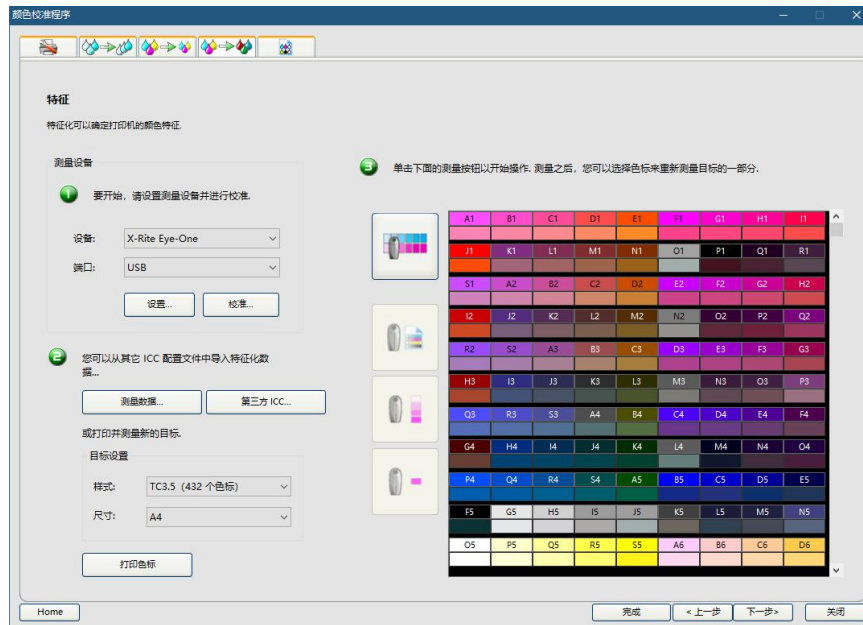 颜色校准程序
特征
特征化可以确定打印机的颜色特征.
测量设备
要开始，请设置测量设备并进行校准.
设备:
X-Rite Eye-One
端口:
USB
设置...
校准...
您可以从其它 ICC 配置文件中导入特征化数
据...
测量数据...
第三方 ICC...
或打印并测量新的目标.
目标设置
样式:
TC3.5 (432 个色标)
尺寸:
A4
打印色标
单击下面的测量按钮以开始操作. 测量之后，您可以选择色标来重新测量目标的一部分.
A1 B1 C1 D1 E1 F1 G1 H1 I1
J1 K1 L1 M1 N1 O1 P1 Q1 R1
S1 A2 B2 C2 D2 E2 F2 G2 H2
I2 J2 K2 L2 M2 N2 O2 P2 Q2
R2 S2 A3 B3 C3 D3 E3 F3 G3
H3 I3 J3 K3 L3 M3 N3 O3 P3
Q3 R3 S3 A4 B4 C4 D4 E4 F4
G4 H4 I4 J4 K4 L4 M4 N4 O4
P4 Q4 R4 S4 A5 B5 C5 D5 E5
F5 G5 H5 I5 J5 K5 L5 M5 N5
O5 P5 Q5 R5 S5 A6 B6 C6 D6
Home
完成
<上一步
下一步>
关闭